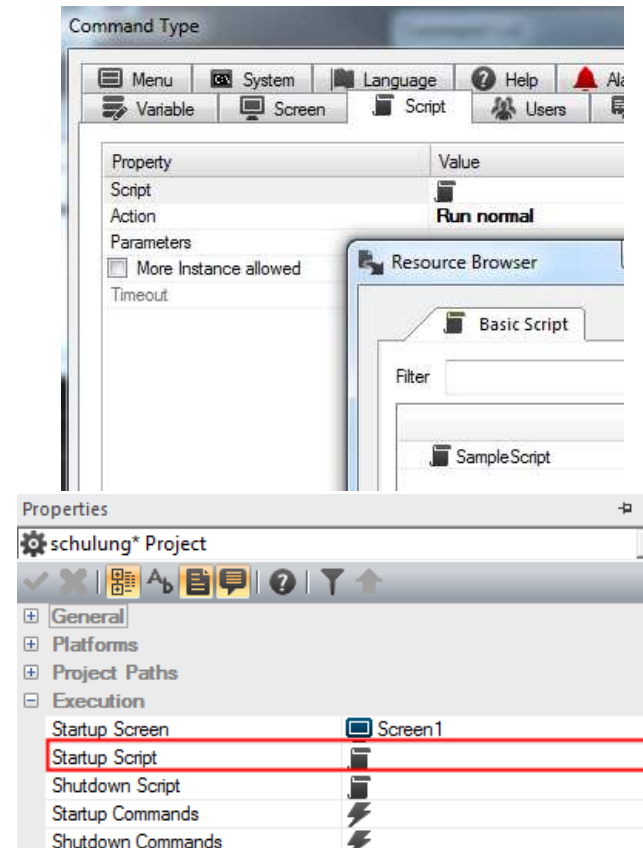 Command Type
Menu System Language Help Ala
Variable Screen Script Users
Property Value
Script
Action Run normal
Parameters
More Instance allowed
Timeout
Resource Browser
Basic Script
Filter
SampleScript
Properties
schulung* Project
General
Platforms
Project Paths
Execution
Startup Screen Screen1
Startup Script
Shutdown Script
Startup Commands
Shutdown Commands